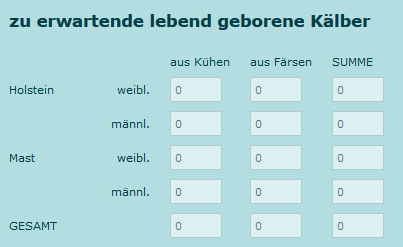 zu erwartende lebend geborene Kälber
aus Kühen aus Färsen SUMME
Holstein weibl. 0 0 0
männl. 0 0 0
Mast weibl. 0 0 0
männl. 0 0 0
GESAMT 0 0 0